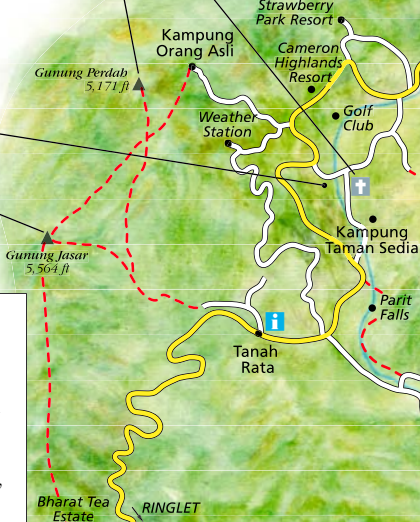 Strawberry
Park Resort
Kampung
Orang Asli
Cameron
Highlands
Resort
Gunung Perdah
5,171 ft
Golf
Club
Weather
Station
Kampung
Taman Sedia
Gunung Jasar
5,564 ft
Parit
Falls
i
Tanah
Rata
Bharat Tea
Estate
RINGLET